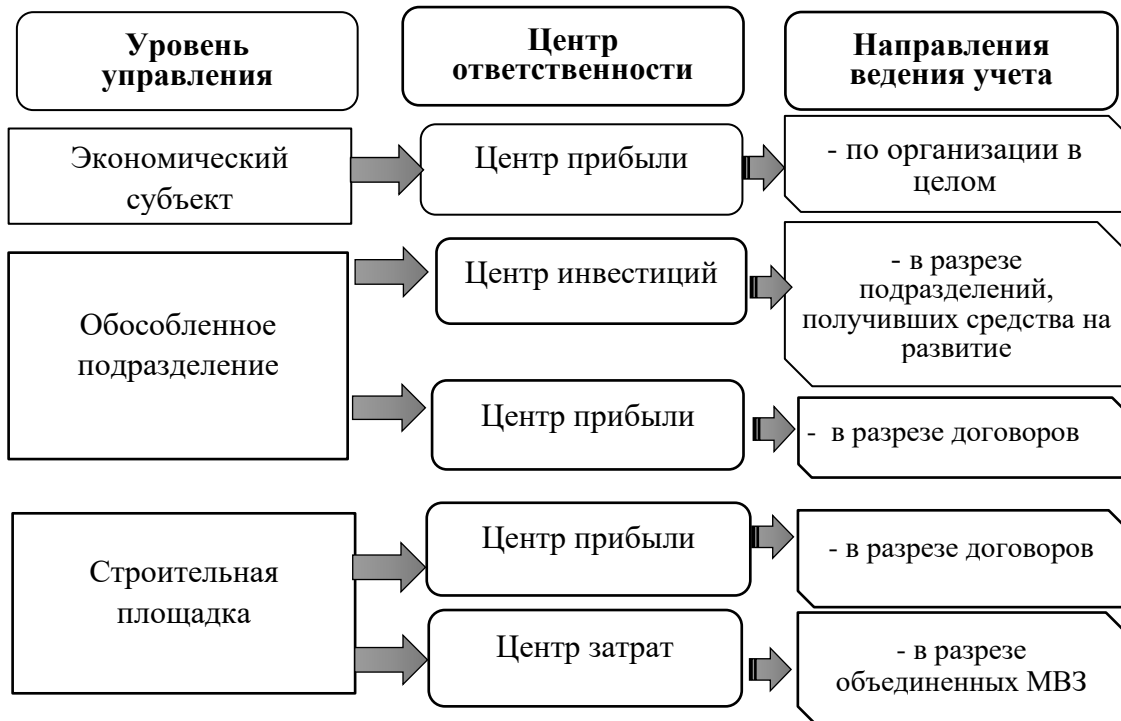 Уровень
управления
Центр
ответственности
Направления
ведения учета
Экономический
субъект
Центр прибыли
- по организации в
целом
Обособленное
подразделение
Центр инвестиций
- в разрезе
подразделений,
получивших средства на
развитие
Центр прибыли
- в разрезе договоров
Строительная
площадка
Центр прибыли
- в разрезе договоров
Центр затрат
- в разрезе
объединенных МВЗ